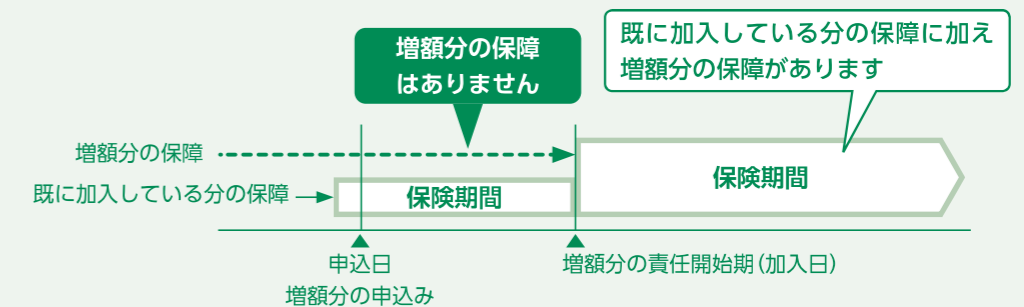 増額分の保障
はありません
既に加入している分の保障に加え
増額分の保障があります
増額分の保障
既に加入している分の保障
保険期間
保険期間
申込日
増額分の申込み
増額分の責任開始期(加入日)